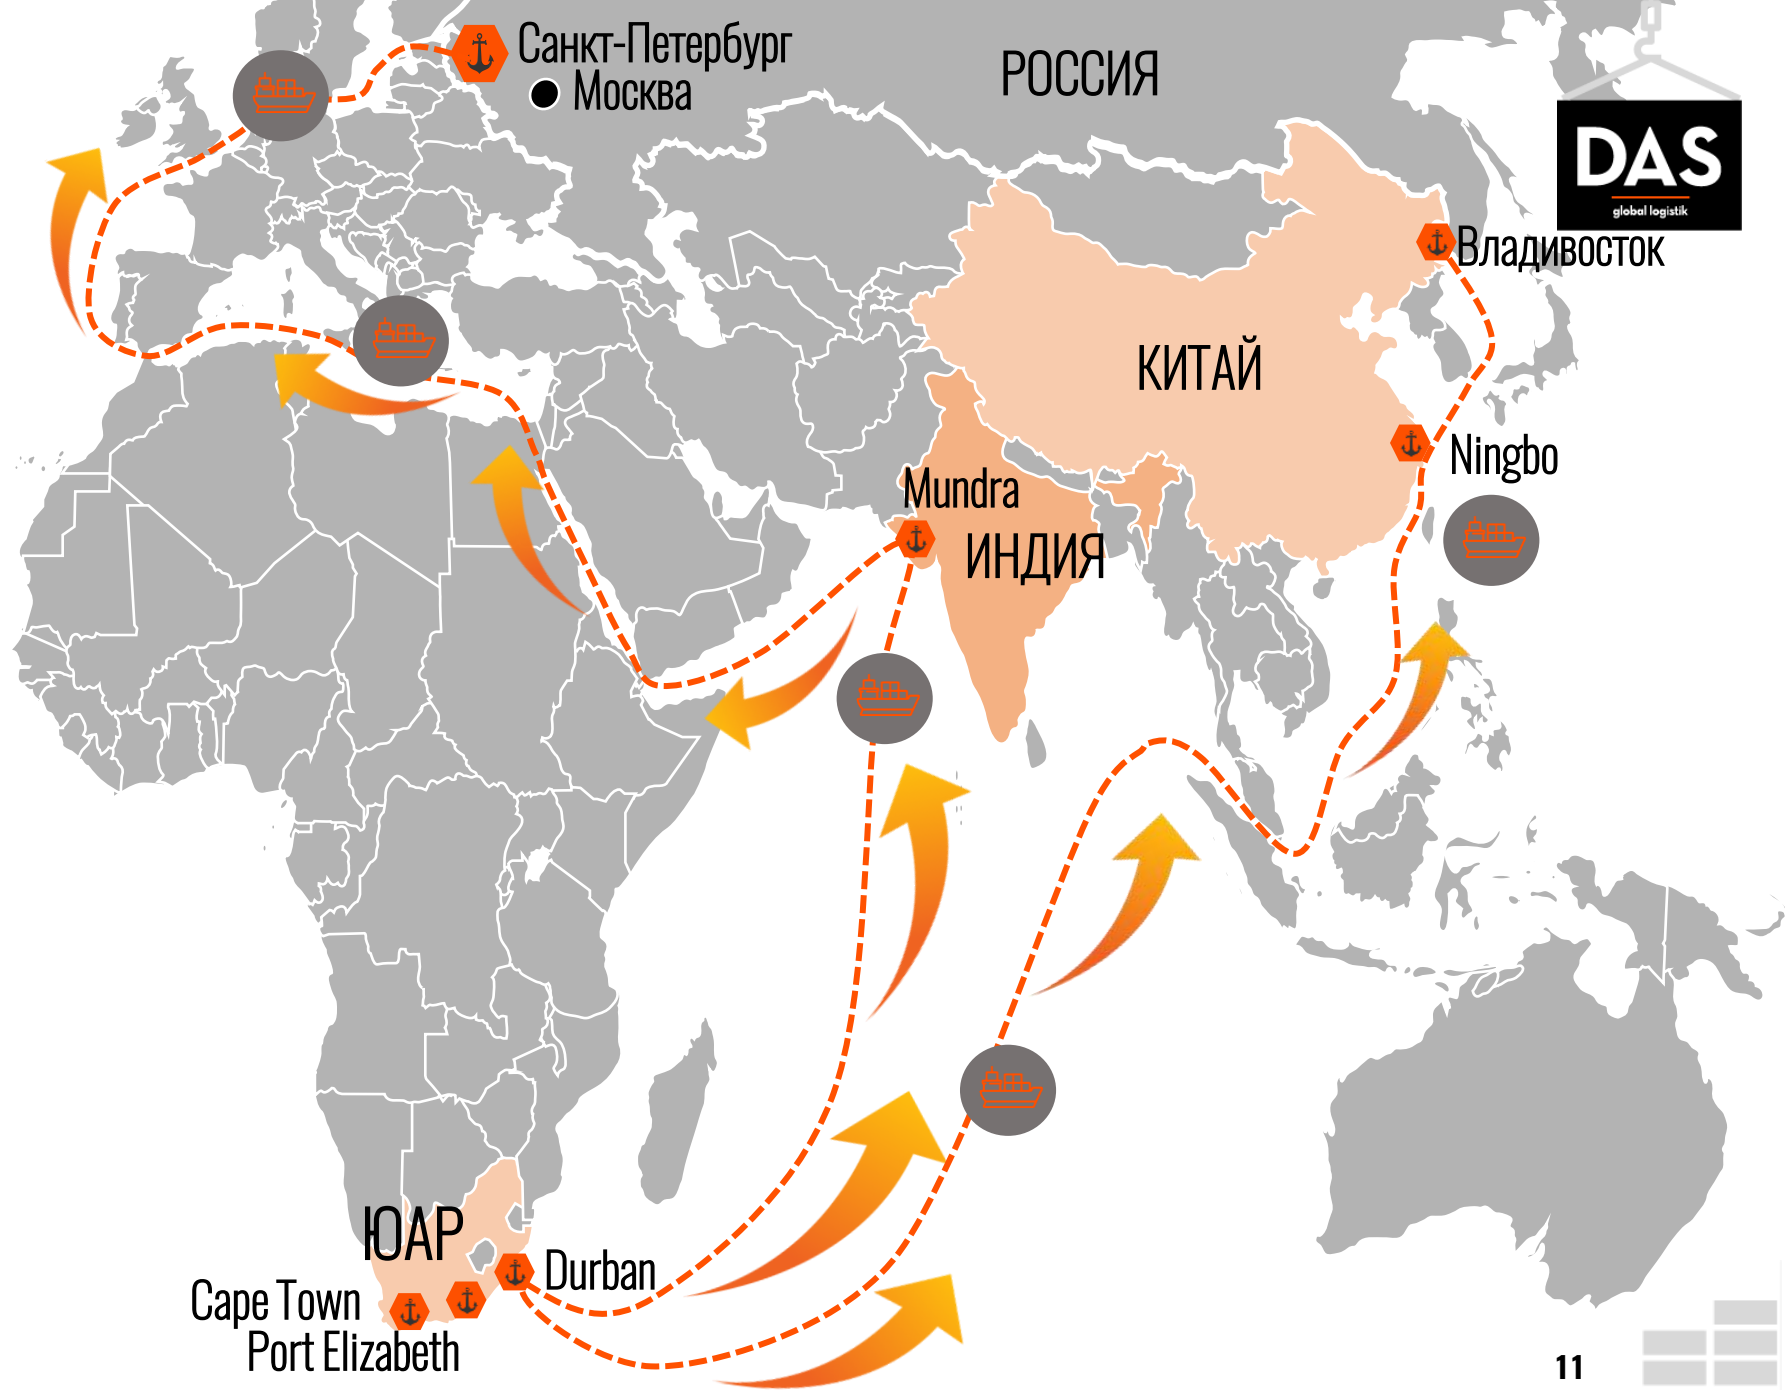 Санкт-Петербург
Москва
РОССИЯ
DAS
global logistik
Владивосток
КИТАЙ
Ningbo
Mundra
ИНДИЯ
ЮАР
Durban
Cape Town
Port Elizabeth
11